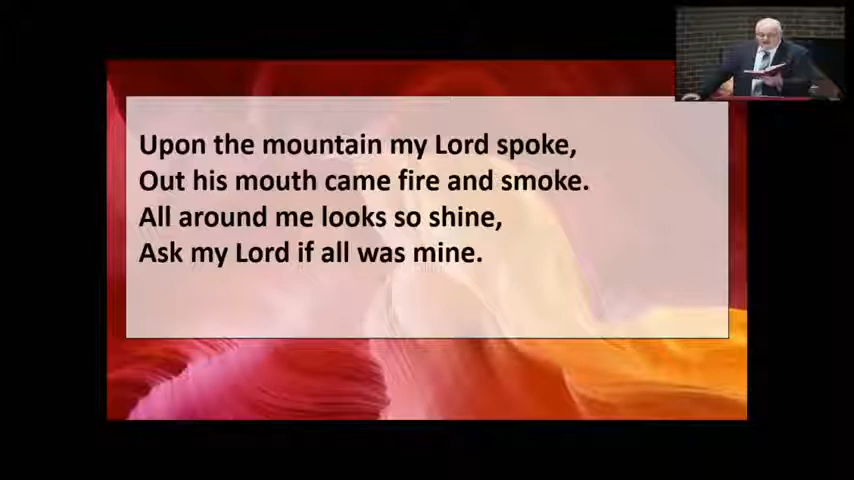 Upon the mountain my Lord spoke,
Out his mouth came fire and smoke.
All around me looks so shine,
Ask my Lord if all was mine.